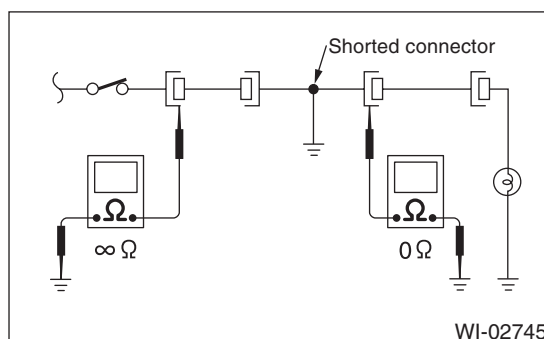 Shorted connector
Ω
Ω
∞ Ω
0 Ω
WI-02745